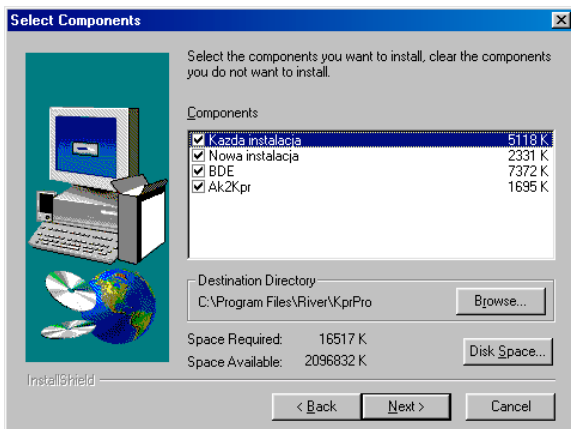 Select Components
Select the components you want to install, clear the components
you do not want to install.
Components
Kazda instalacja 5118 K
Nowa instalacja 2331 K
BDE 7372 K
Ak2Kpr 1695 K
Destination Directory
C:\Program Files\River\KprPro
Browse...
Space Required: 16517 K
Space Available: 2096832 K
Disk Space...
InstallShield
< Back Next > Cancel